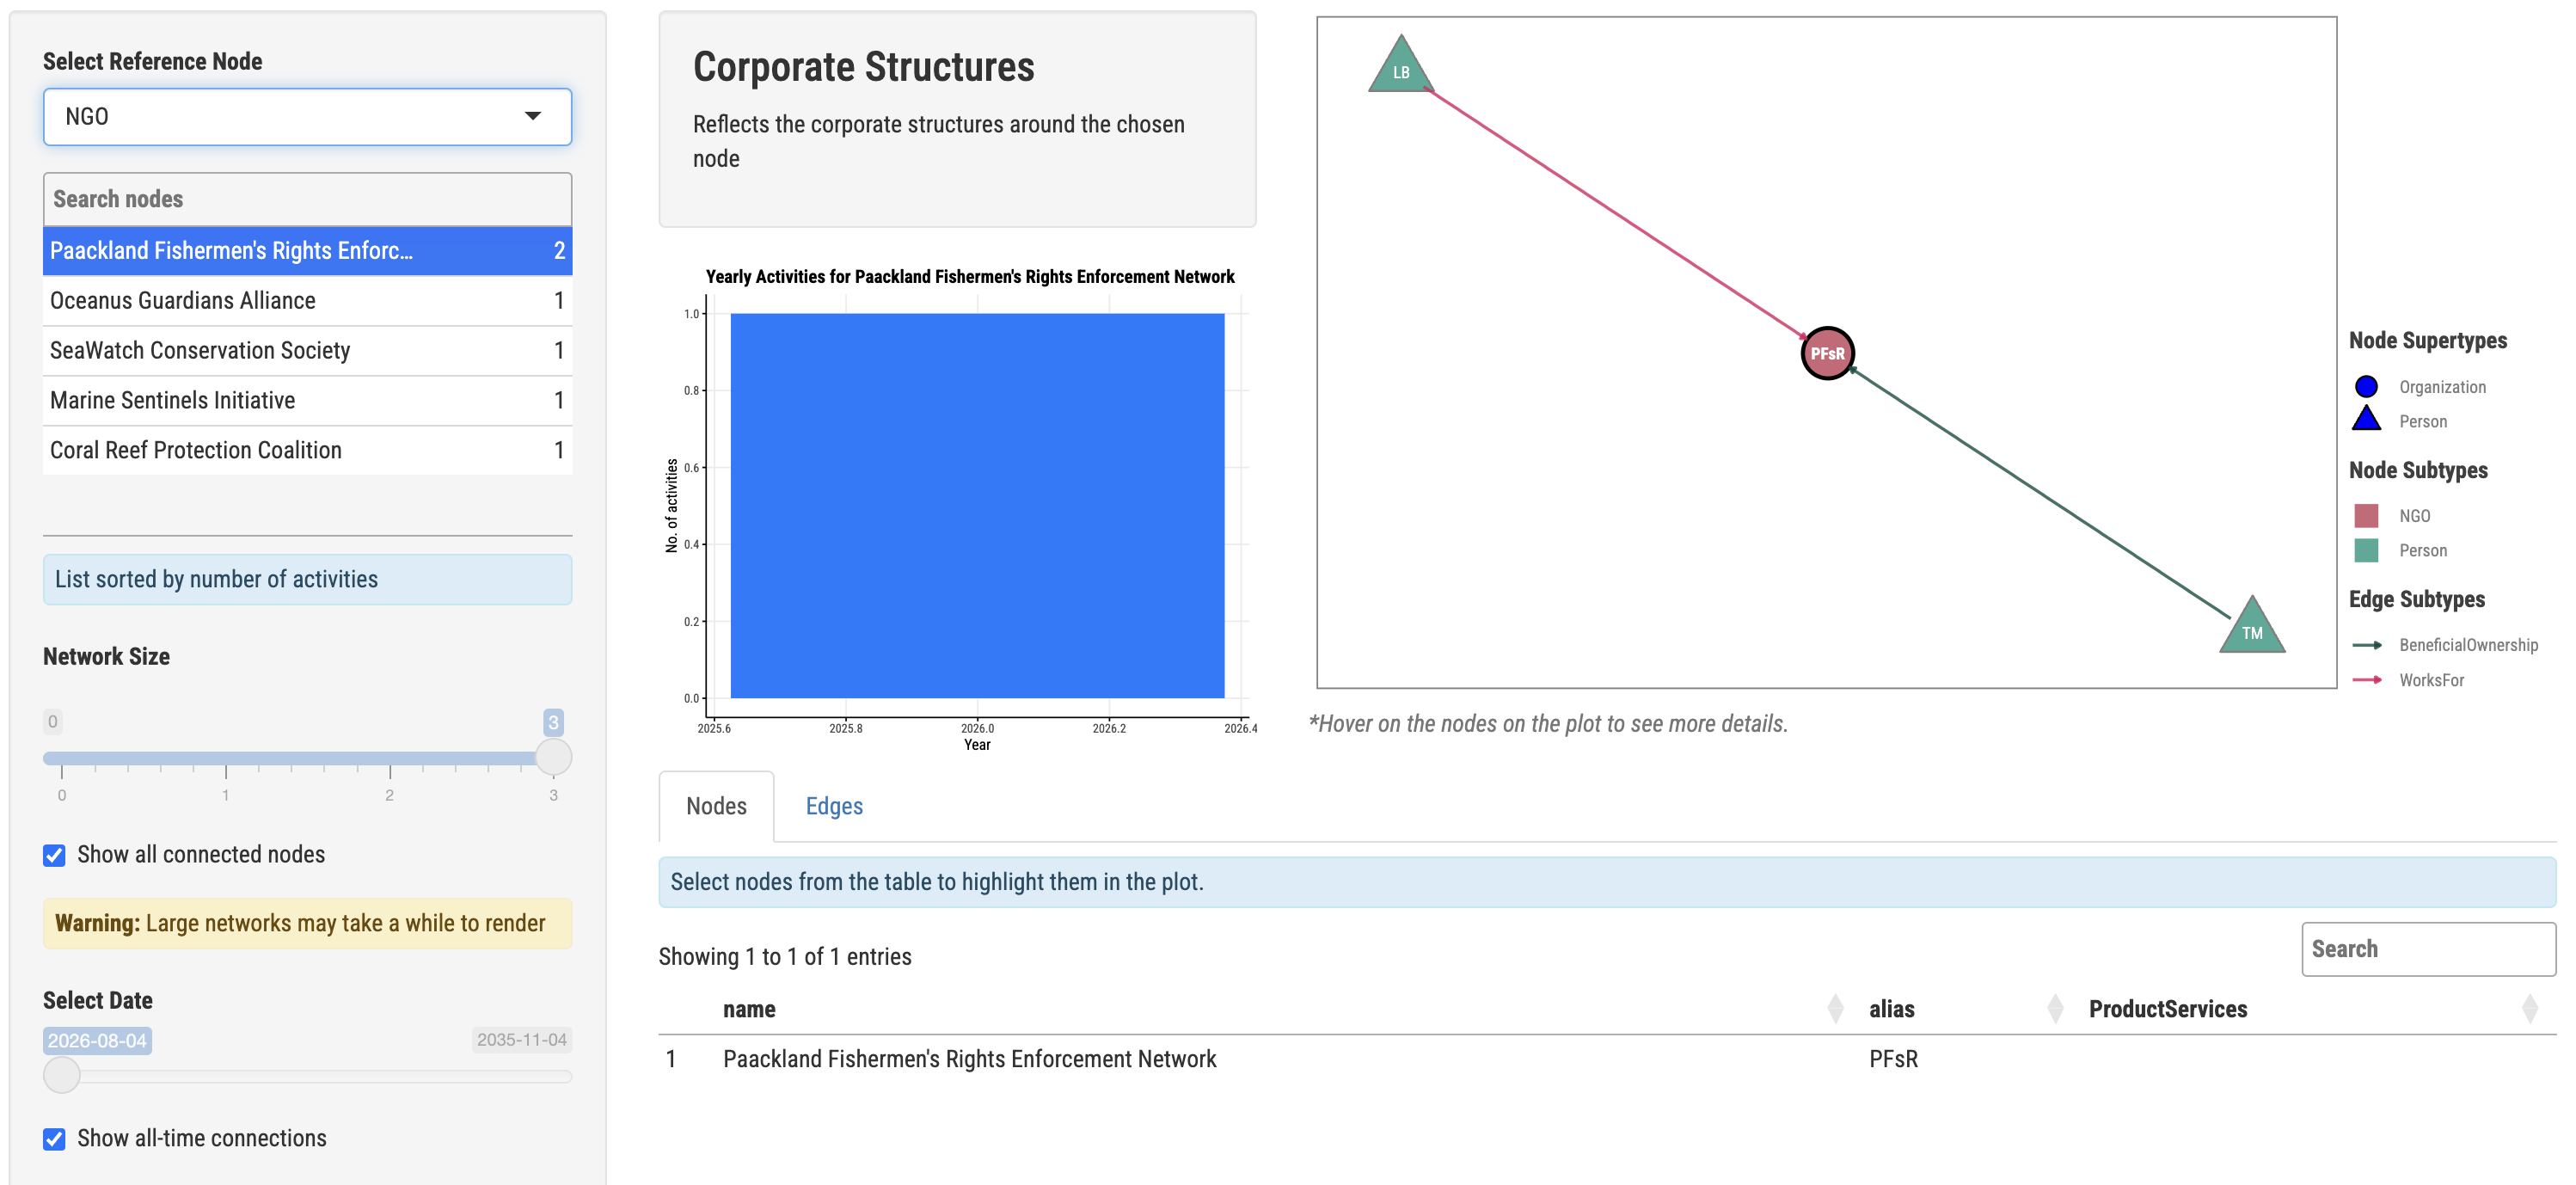 Select Reference Node
NGO
Search nodes
Paackland Fishermen's Rights Enforc... 2
Oceanus Guardians Alliance 1
SeaWatch Conservation Society 1
Marine Sentinels Initiative 1
Coral Reef Protection Coalition 1
List sorted by number of activities
Network Size
0 3
0 1 2 3
Show all connected nodes
Warning: Large networks may take a while to render
Select Date
2026-08-04 2035-11-04
Show all-time connections
Corporate Structures
Reflects the corporate structures around the chosen
node
Yearly Activities for Paackland Fishermen's Rights Enforcement Network
No. of activities
1.0
0.8
0.6
0.4
0.2
0.0
2025.6 2025.8 2026.0 2026.2 2026.4
Year
LB
PFsR
TM
*Hover on the nodes on the plot to see more details.
Node Supertypes
Organization
Person
Node Subtypes
NGO
Person
Edge Subtypes
BeneficialOwnership
WorksFor
Nodes Edges
Select nodes from the table to highlight them in the plot.
Showing 1 to 1 of 1 entries
Search
name alias ProductServices
1 Paackland Fishermen's Rights Enforcement Network PFsR